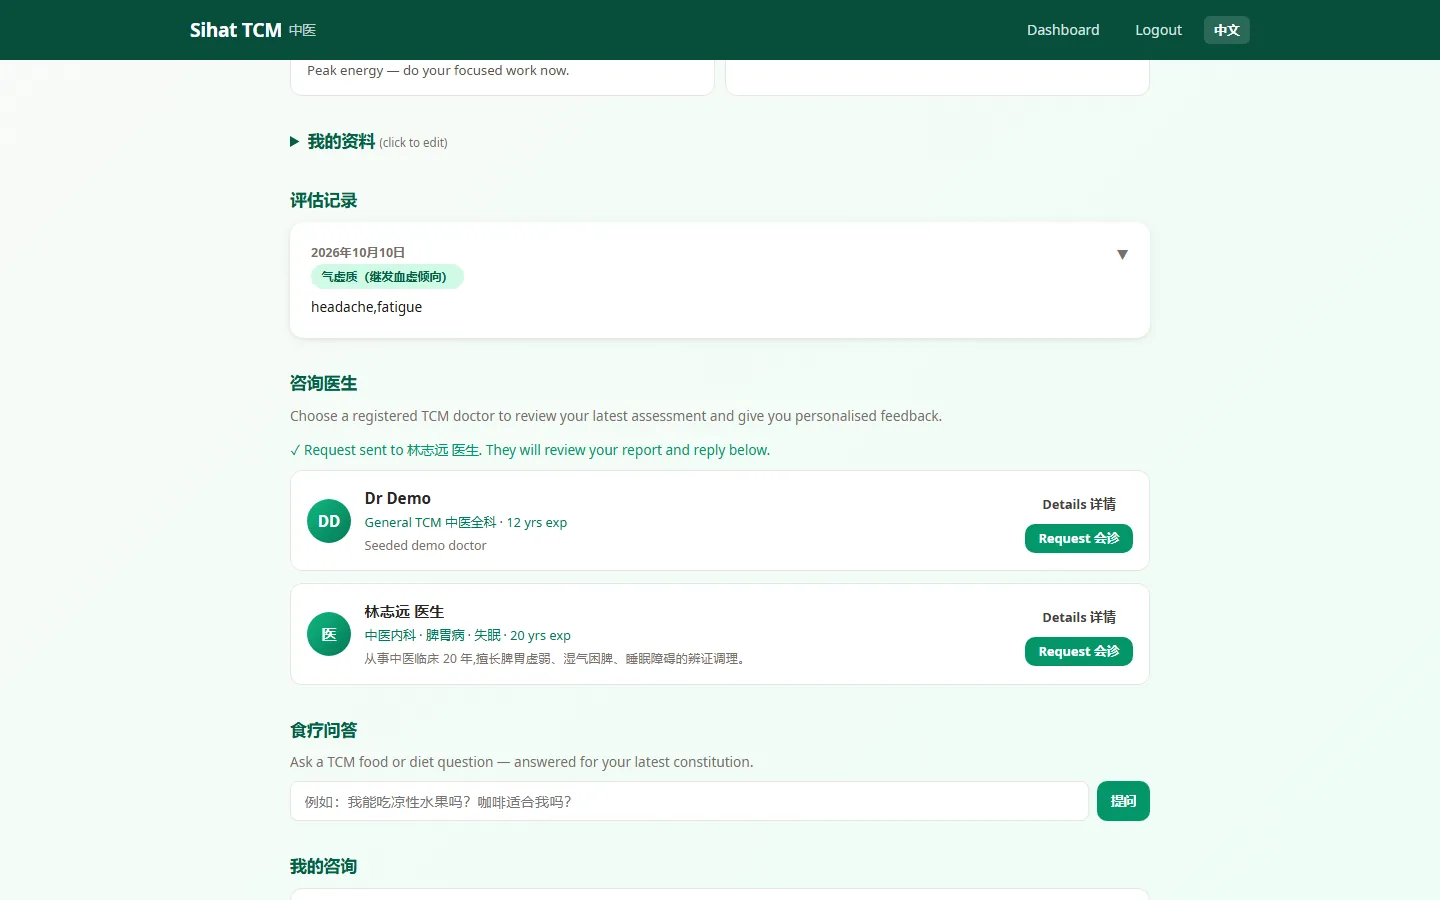 Sihat TCM 中医
Dashboard
Logout
中文
Peak energy — do your focused work now.
▶ 我的资料 (click to edit)
评估记录
2026年10月10日
▼
气虚质（继发血虚倾向）
headache,fatigue
咨询医生
Choose a registered TCM doctor to review your latest assessment and give you personalised feedback.
✓ Request sent to 林志远 医生. They will review your report and reply below.
DD
Dr Demo
General TCM 中医全科 · 12 yrs exp
Seeded demo doctor
Details 详情
Request 会诊
医
林志远 医生
中医内科 · 脾胃病 · 失眠 · 20 yrs exp
从事中医临床 20 年,擅长脾胃虚弱、湿气困脾、睡眠障碍的辨证调理。
Details 详情
Request 会诊
食疗问答
Ask a TCM food or diet question — answered for your latest constitution.
例如：我能吃凉性水果吗？咖啡适合我吗？
提问
我的咨询